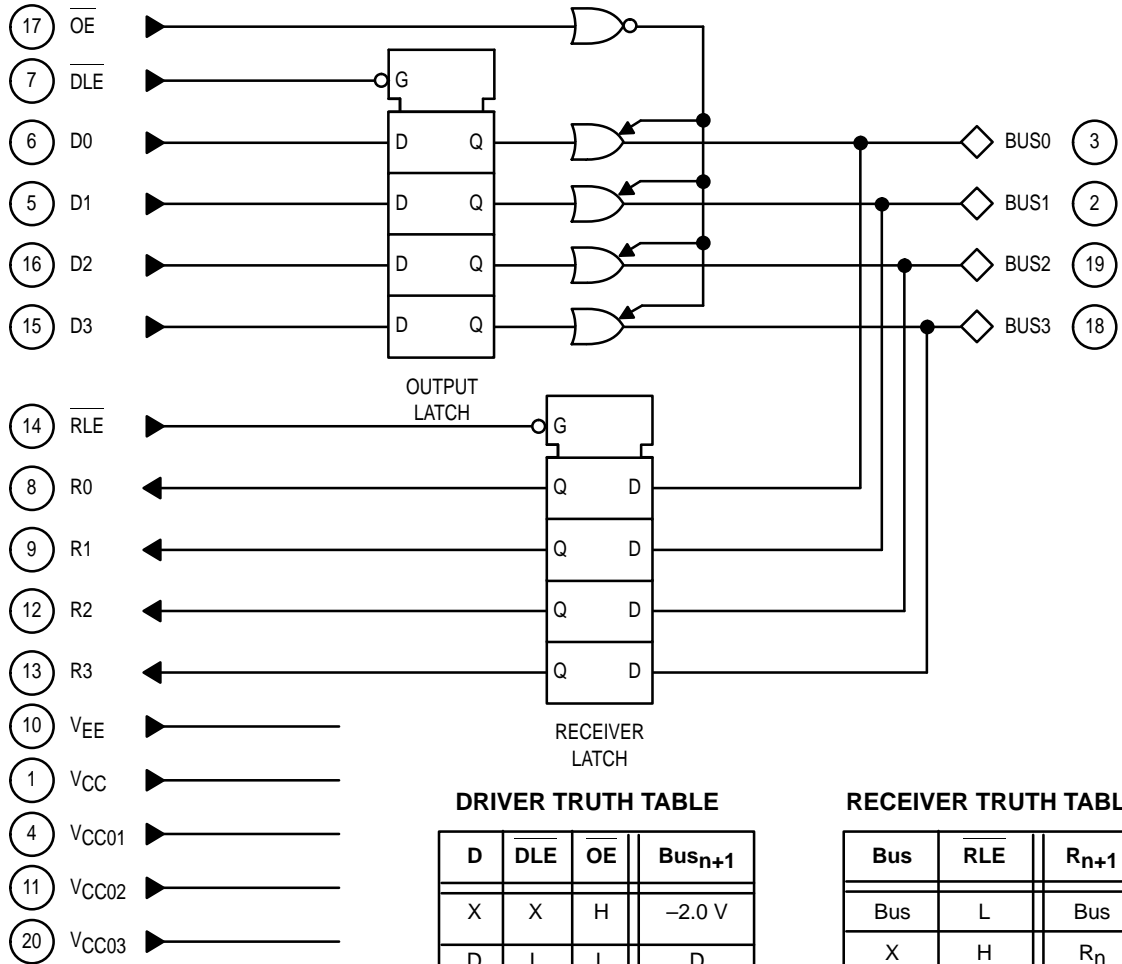 17 OE
7 DLE G
6 D0 D Q BUS0 3
5 D1 D Q BUS1 2
16 D2 D Q BUS2 19
15 D3 D Q BUS3 18
OUTPUT
LATCH
14 RLE G
8 R0 Q D
9 R1 Q D
12 R2 Q D
13 R3 Q D
10 VEE
RECEIVER
LATCH
1 VCC
DRIVER TRUTH TABLE
RECEIVER TRUTH TABL
4 VCC01
D DLE OE Busn+1
Bus RLE Rn+1
11 VCC02
X X H –2.0 V
Bus L Bus
20 VCC03
D L L D
X H Rn